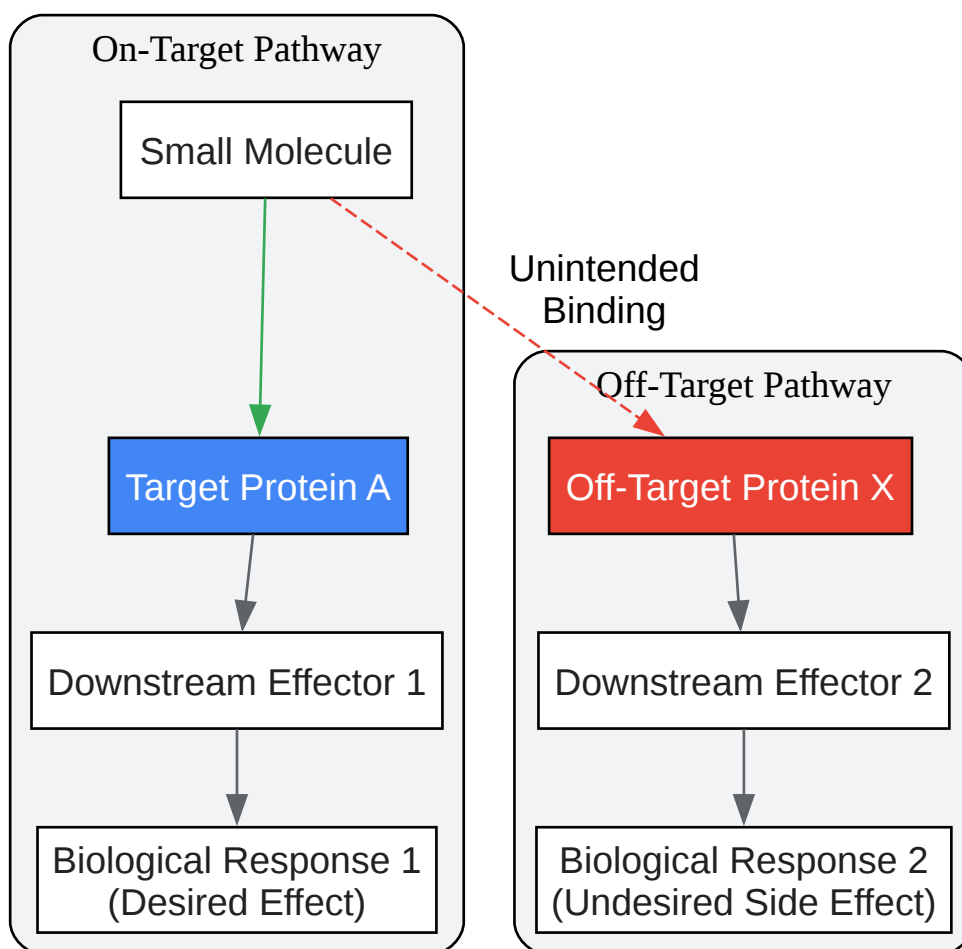 On-Target Pathway
Small Molecule
Unintended
Binding
Off-Target Pathway
Target Protein A
Off-Target Protein X
Downstream Effector 1
Downstream Effector 2
Biological Response 1
(Desired Effect)
Biological Response 2
(Undesired Side Effect)